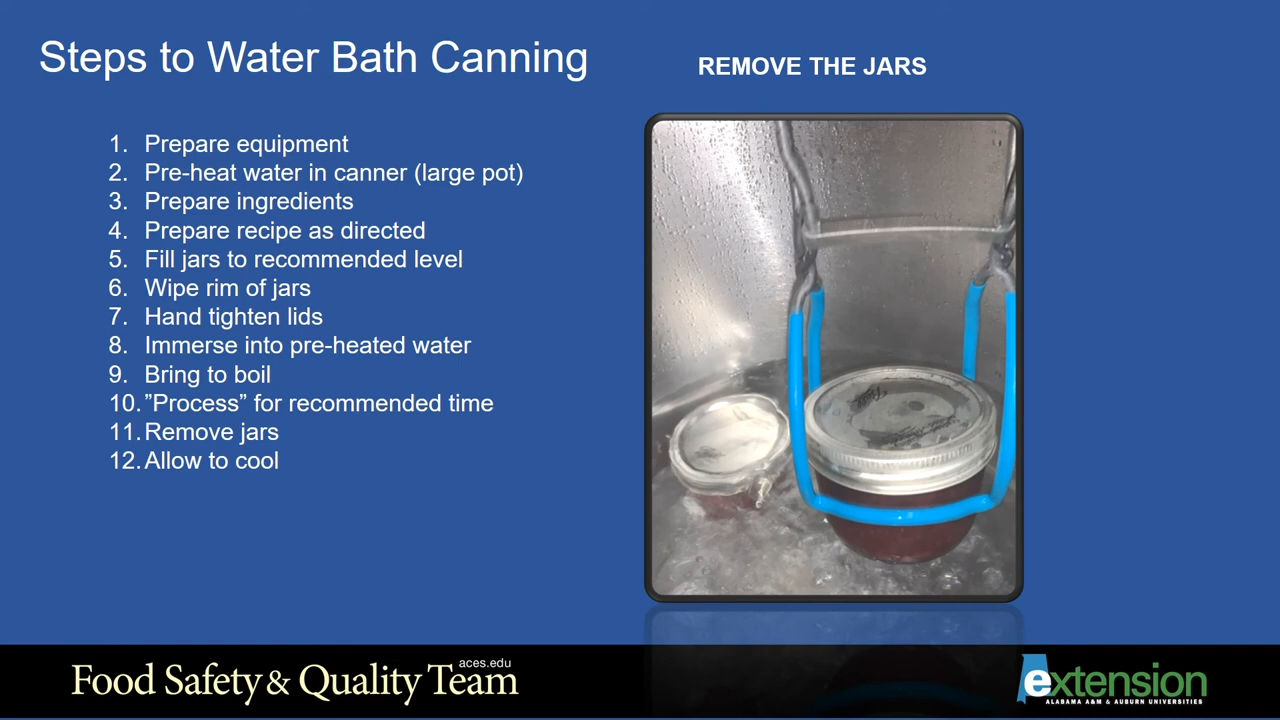 Steps to Water Bath Canning
REMOVE THE JARS
1. Prepare equipment
2. Pre-heat water in canner (large pot)
3. Prepare ingredients
4. Prepare recipe as directed
5. Fill jars to recommended level
6. Wipe rim of jars
7. Hand tighten lids
8. Immerse into pre-heated water
9. Bring to boil
10. ”Process” for recommended time
11. Remove jars
12. Allow to cool
aces.edu
Food Safety & Quality Team
extension
ALABAMA A&M & AUBURN UNIVERSITIES